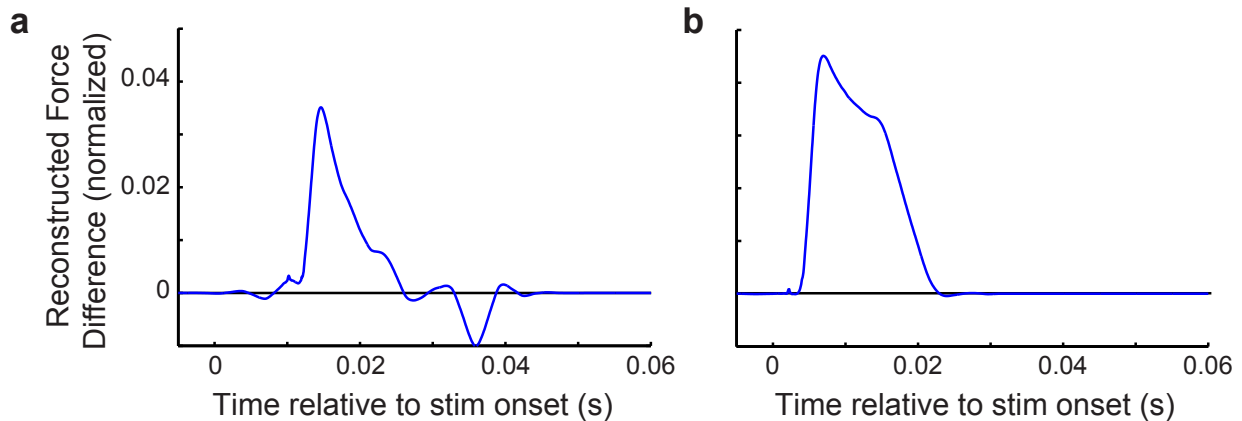 a
Reconstructed Force
Difference (normalized)
0.04
0.02
0
0 0.02 0.04 0.06
Time relative to stim onset (s)
b
0 0.02 0.04 0.06
Time relative to stim onset (s)